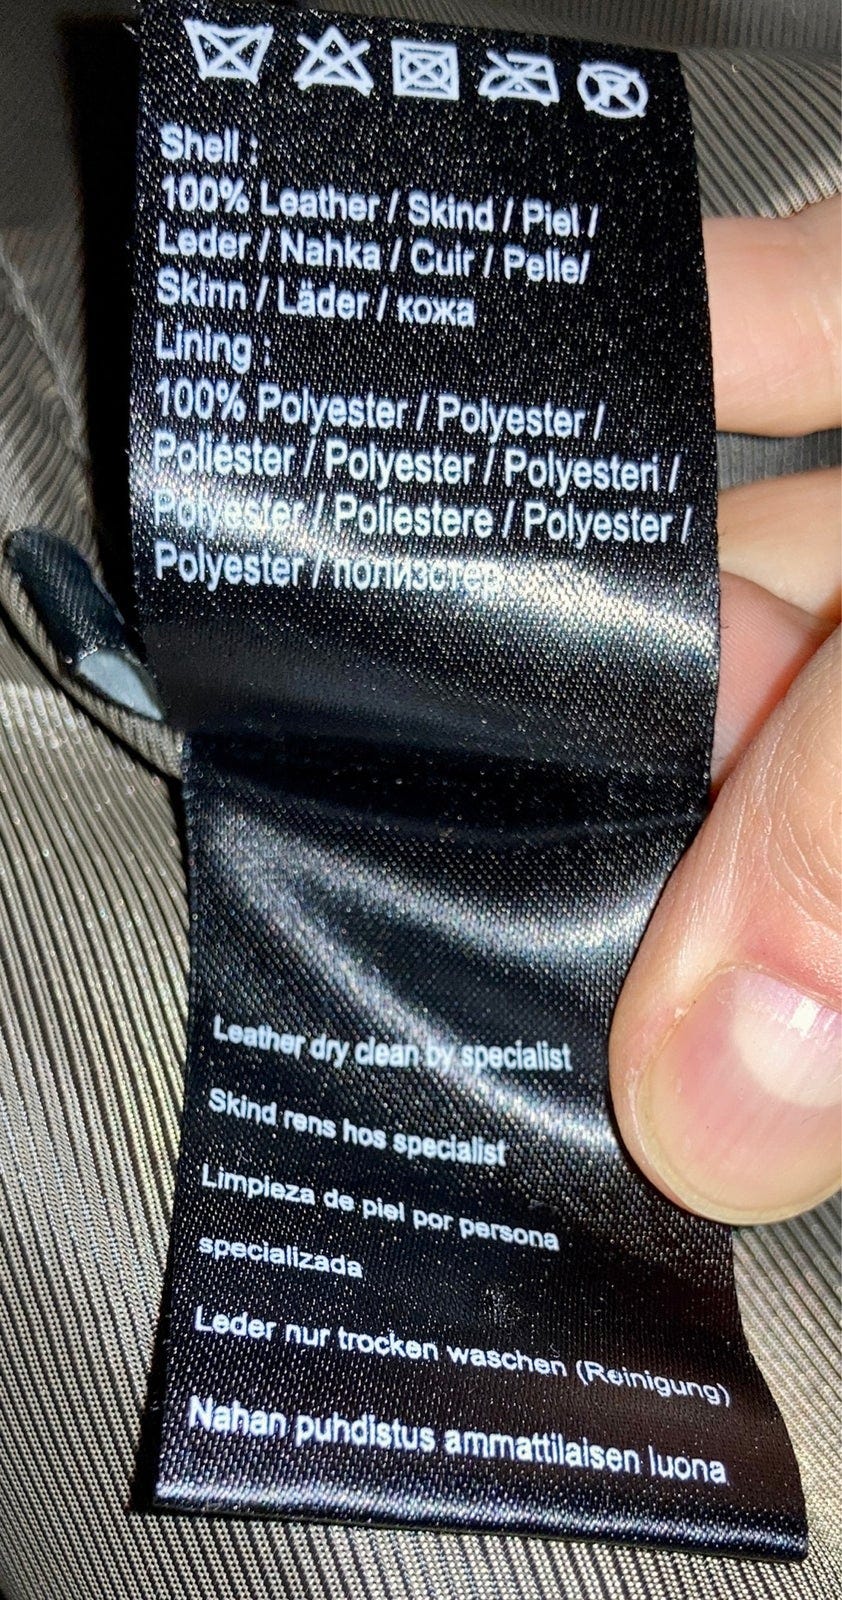 Shell :
100% Leather / Skind / Piel /
Leder / Nahka / Cuir / Pelle/
Skinn / Läder / кожа
Lining :
100% Polyester / Polyester /
Poliéster / Polyester / Polyesteri /
Polyester / Poliestere / Polyester /
Polyester / полиэстер
Leather dry clean by specialist
Skind rens hos specialist
Limpieza de piel por persona
specializada
Leder nur trocken waschen (Reinigung)
Nahan puhdistus ammattilaisen luona